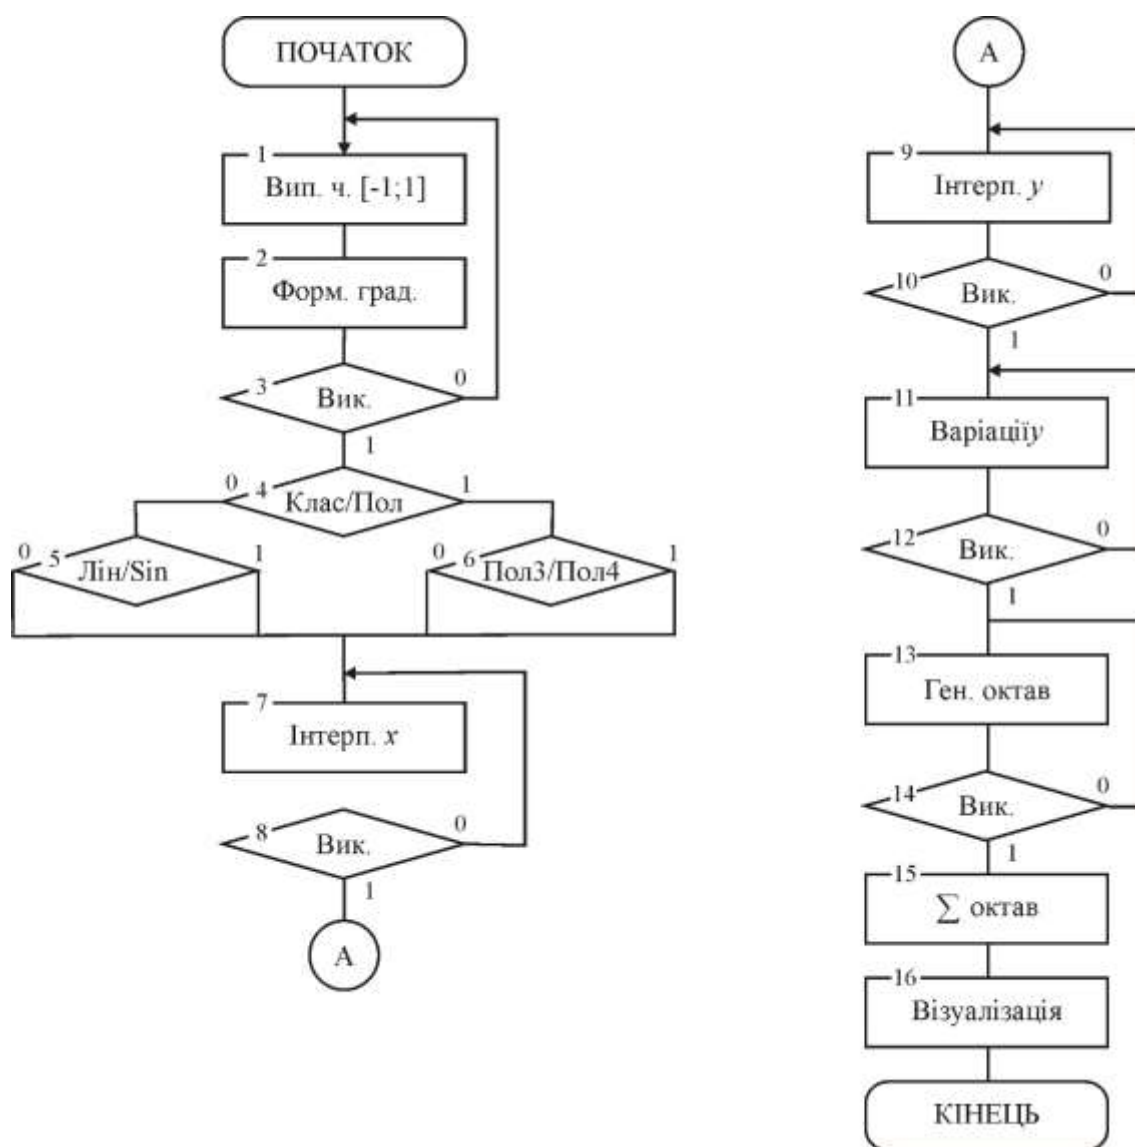 ПОЧАТОК
1
Вип. ч. [-1;1]
2
Форм. град.
3
Вик.
0
1
0
4
Клас/Пол
1
0
5
Лін/Sin
1
0
6
Пол3/Пол4
1
7
Інтерп. x
8
Вик.
0
1
А
А
9
Інтерп. y
10
Вик.
0
1
11
Варіаціїy
12
Вик.
0
1
13
Ген. октав
14
Вик.
0
1
15
∑ октав
16
Візуалізація
КІНЕЦЬ